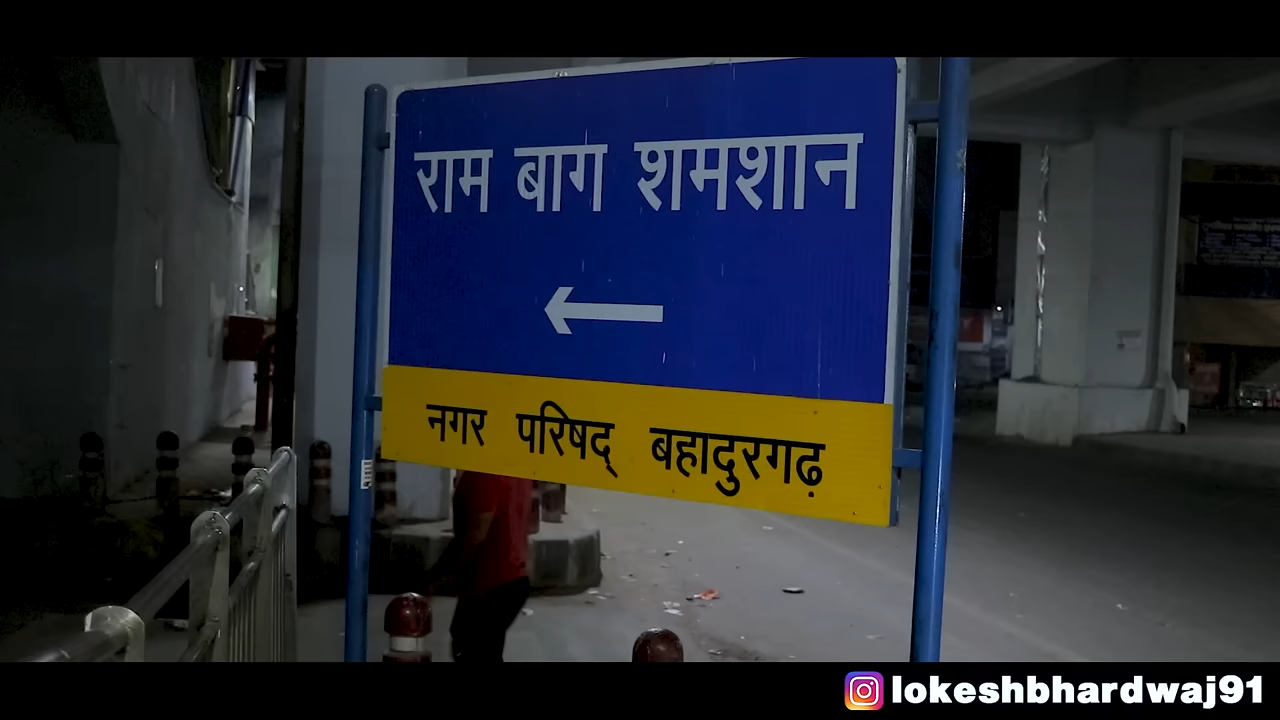 राम बाग शमशान
नगर परिषद् बहादुरगढ़
lokeshbhardwaj91